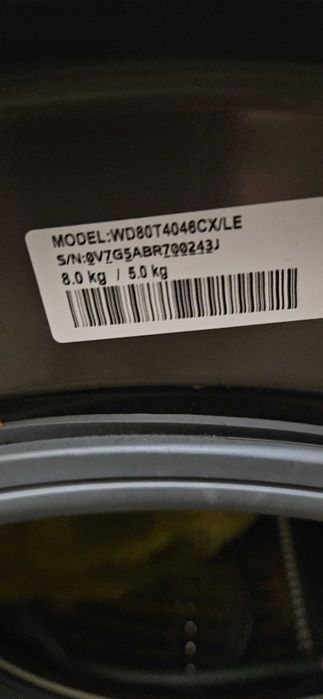 MODEL:WD80T4046CX/LE
S/N:0V7G5ABR700243J
8.0 kg / 5.0 kg